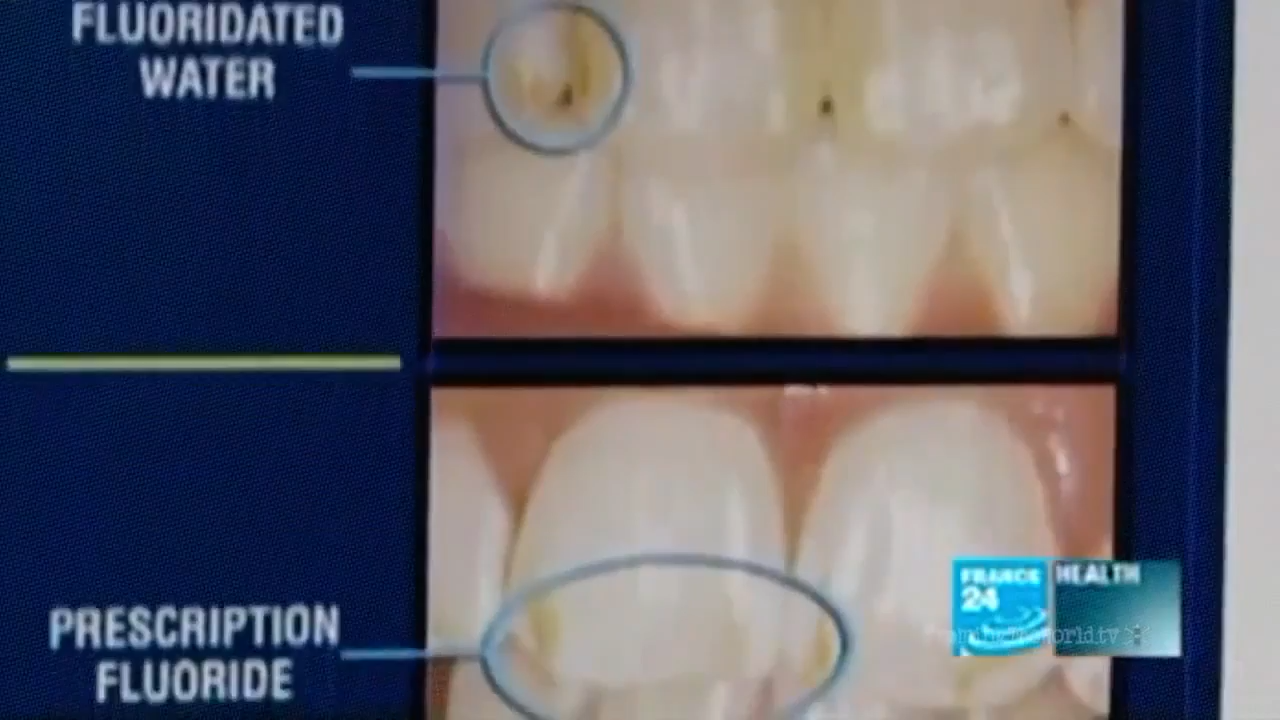 FLUORIDATED
WATER
PRESCRIPTION
FLUORIDE
FRANCE
24
HEALTH